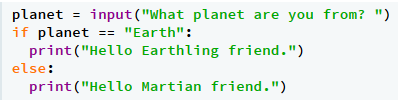 planet = input("What planet are you from? ")
if planet == "Earth":
  print("Hello Earthling friend.")
else:
  print("Hello Martian friend.")